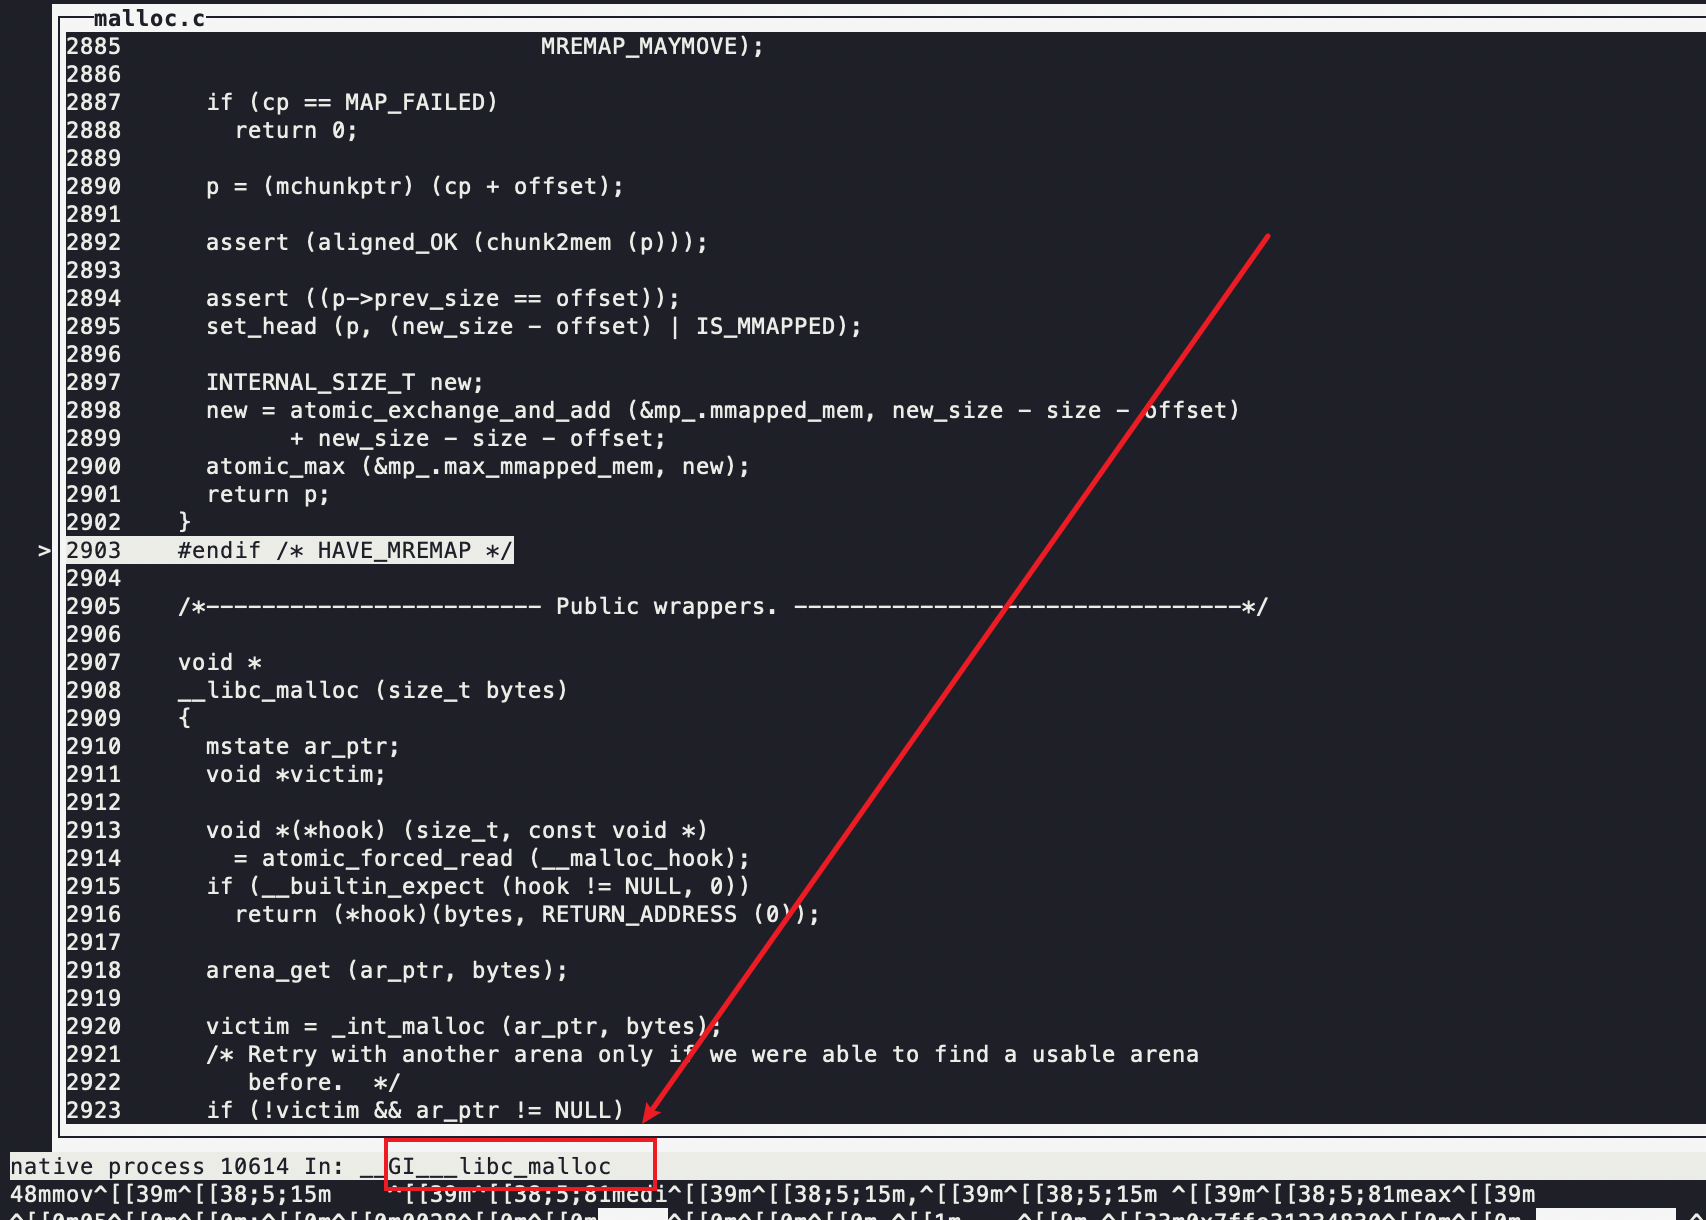 malloc.c
2885 MREMAP_MAYMOVE);
2886
2887 if (cp == MAP_FAILED)
2888 return 0;
2889
2890 p = (mchunkptr) (cp + offset);
2891
2892 assert (aligned_OK (chunk2mem (p)));
2893
2894 assert ((p->prev_size == offset));
2895 set_head (p, (new_size - offset) | IS_MMAPPED);
2896
2897 INTERNAL_SIZE_T new;
2898 new = atomic_exchange_and_add (&mp_.mmapped_mem, new_size - size - offset)
2899 + new_size - size - offset;
2900 atomic_max (&mp_.max_mmapped_mem, new);
2901 return p;
2902 }
> 2903 #endif /* HAVE_MREMAP */
2904
2905 /*------------------------ Public wrappers. --------------------------------*/
2906
2907 void *
2908 __libc_malloc (size_t bytes)
2909 {
2910 mstate ar_ptr;
2911 void *victim;
2912
2913 void *(*hook) (size_t, const void *)
2914 = atomic_forced_read (__malloc_hook);
2915 if (__builtin_expect (hook != NULL, 0))
2916 return (*hook)(bytes, RETURN_ADDRESS (0));
2917
2918 arena_get (ar_ptr, bytes);
2919
2920 victim = _int_malloc (ar_ptr, bytes);
2921 /* Retry with another arena only if we were able to find a usable arena
2922 before. */
2923 if (!victim && ar_ptr != NULL)
native process 10614 In: __GI___libc_malloc
48mmov^[[39m^[[38;5;15m ^[[39m^[[38;5;81medi^[[39m^[[38;5;15m,^[[39m^[[38;5;15m ^[[38;5;81meax^[[39m